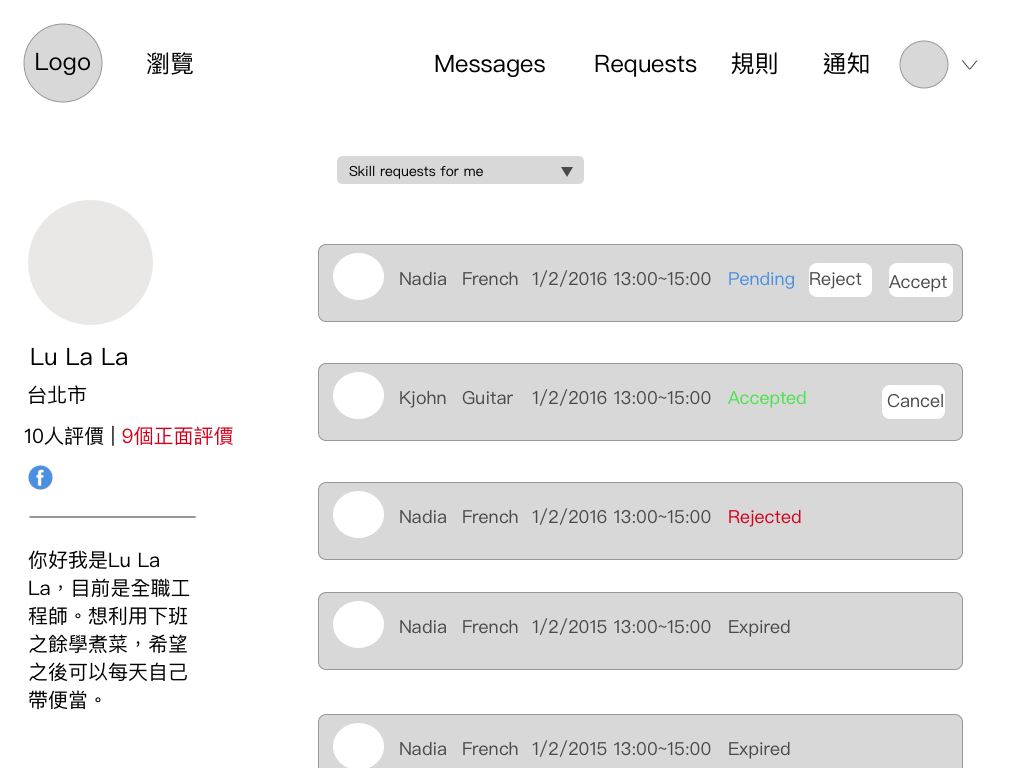 Logo 瀏覽 Messages Requests 規則 通知
Skill requests for me
Lu La La
台北市
10人評價 | 9個正面評價
你好我是Lu La
La，目前是全職工
程師。想利用下班
之餘學煮菜，希望
之後可以每天自己
帶便當。
Nadia French 1/2/2016 13:00~15:00 Pending Reject Accept
Kjohn Guitar 1/2/2016 13:00~15:00 Accepted Cancel
Nadia French 1/2/2016 13:00~15:00 Rejected
Nadia French 1/2/2015 13:00~15:00 Expired
Nadia French 1/2/2015 13:00~15:00 Expired